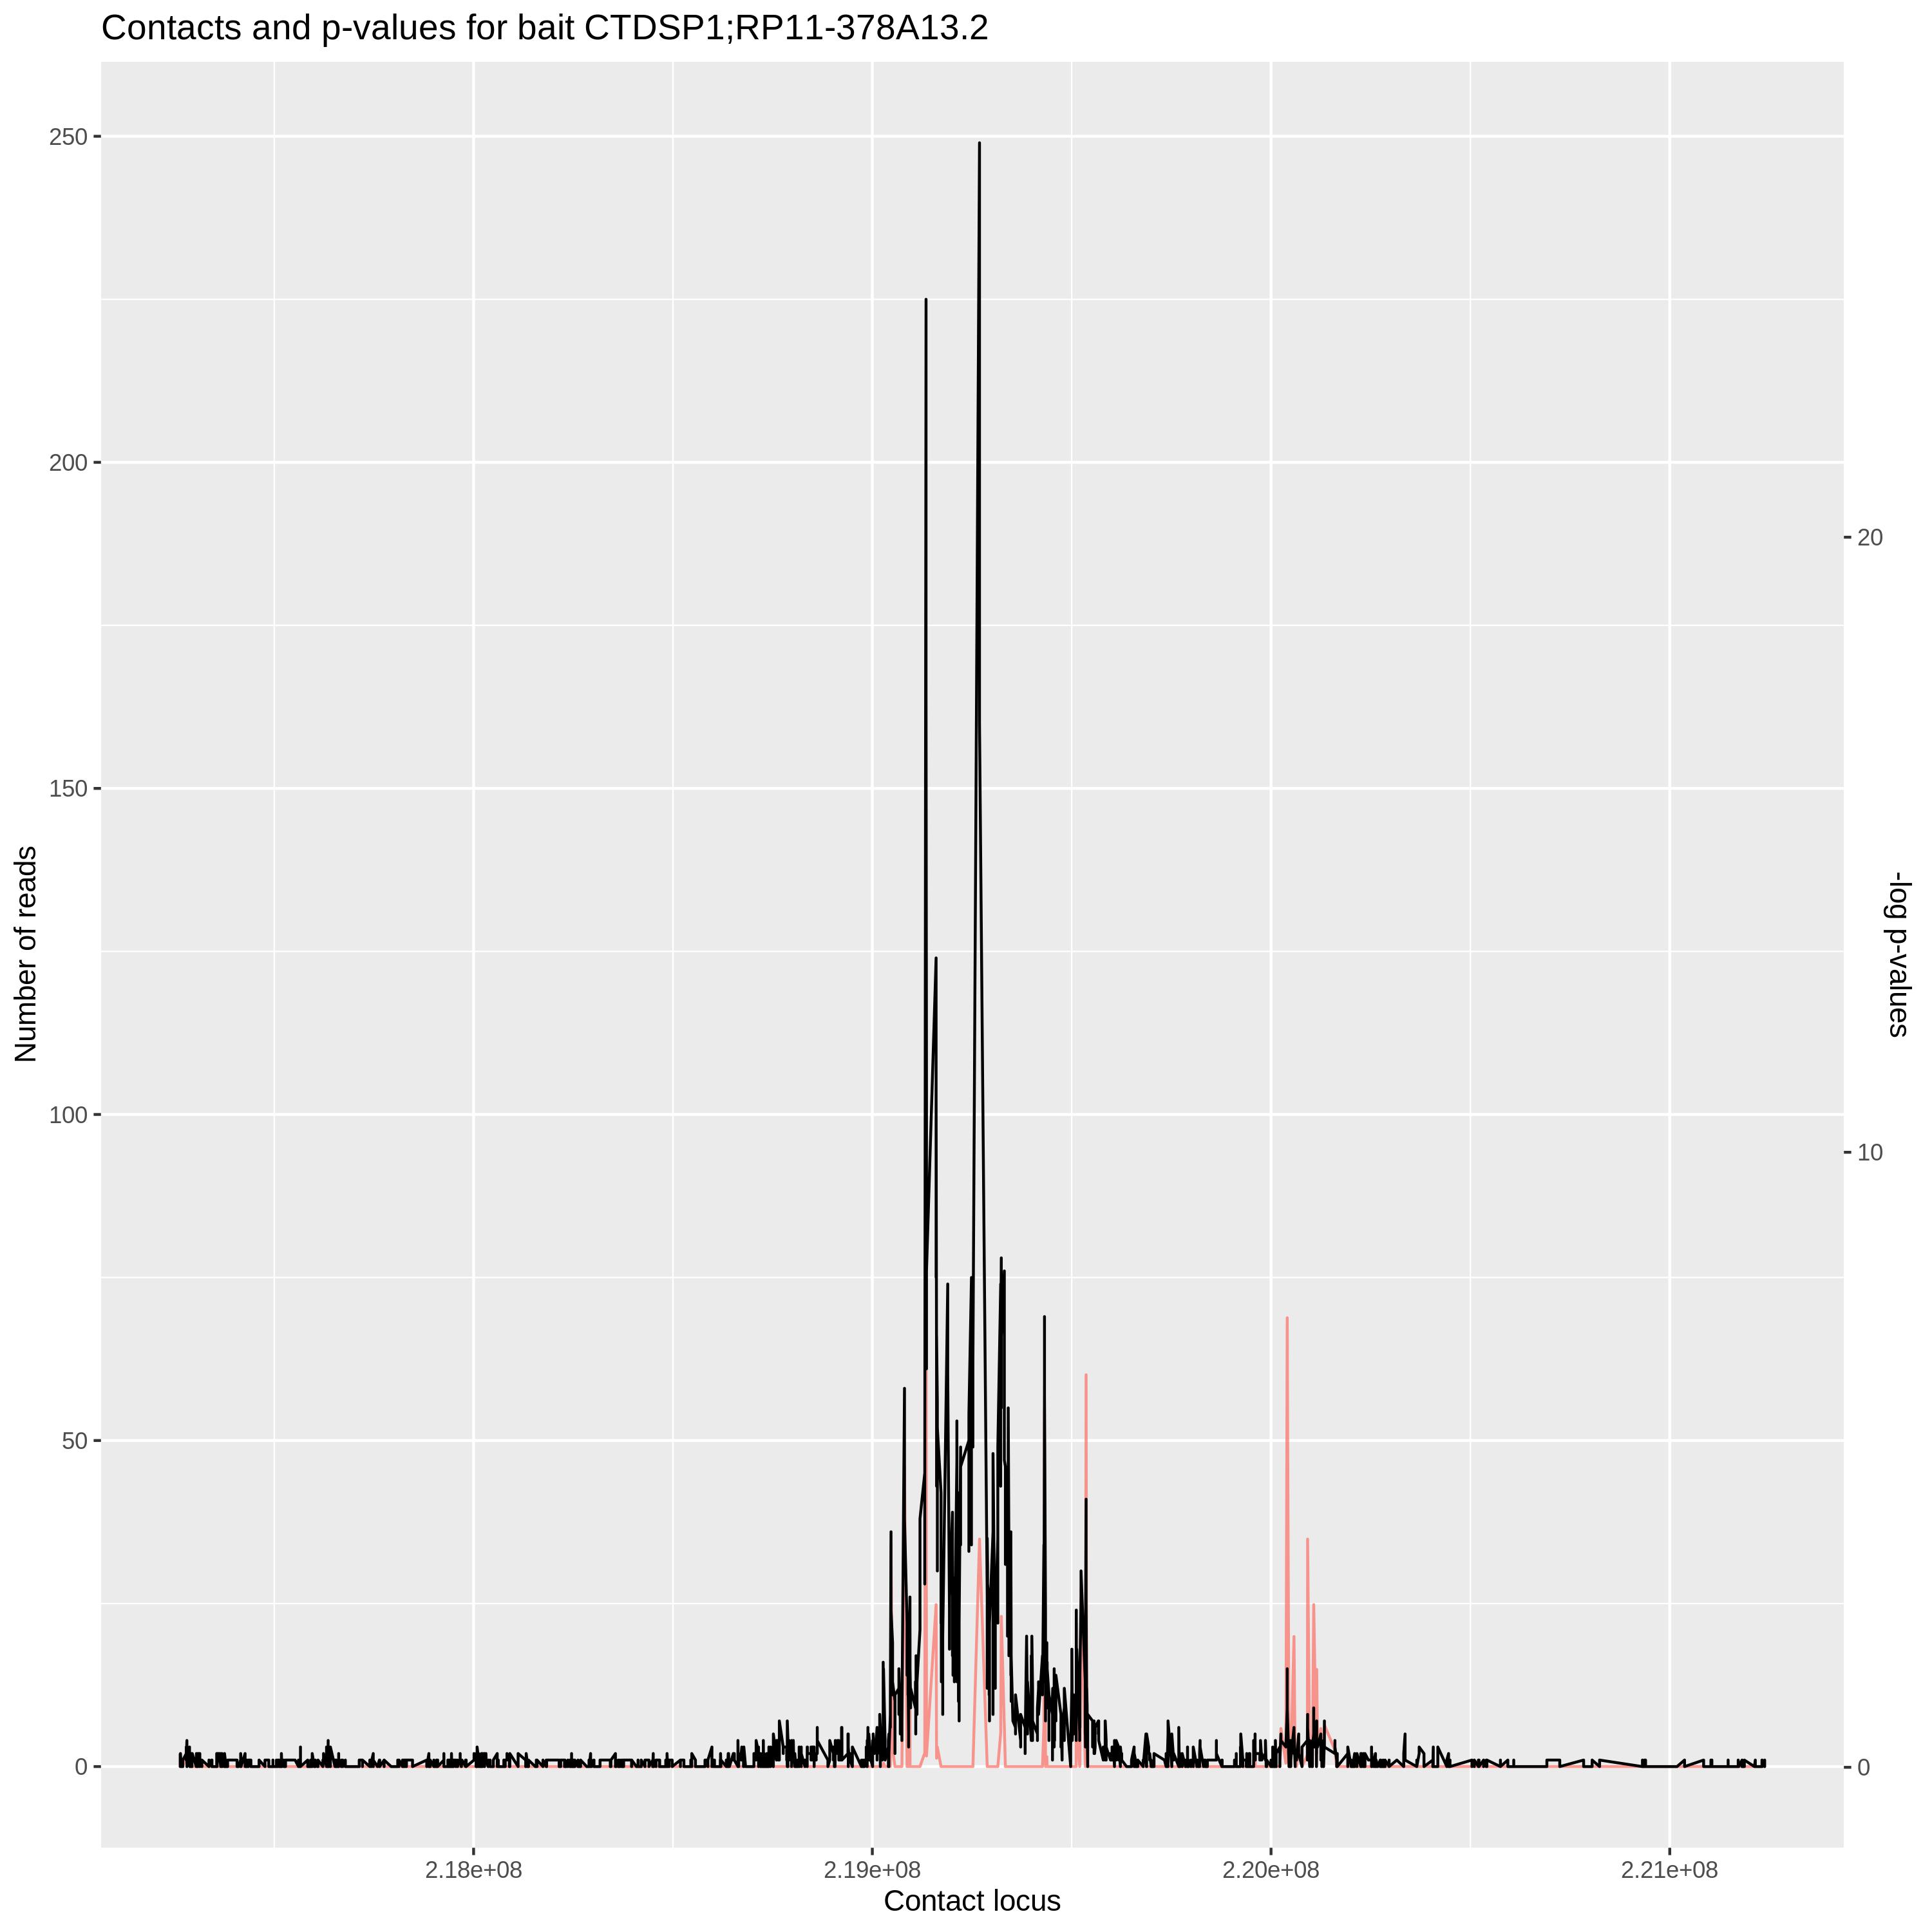 Contacts and p-values for bait CTDSP1;RP11-378A13.2
250
200
150
100
50
0
Number of reads
20
10
0
-log p-values
2.18e+08
2.19e+08
2.20e+08
2.21e+08
Contact locus